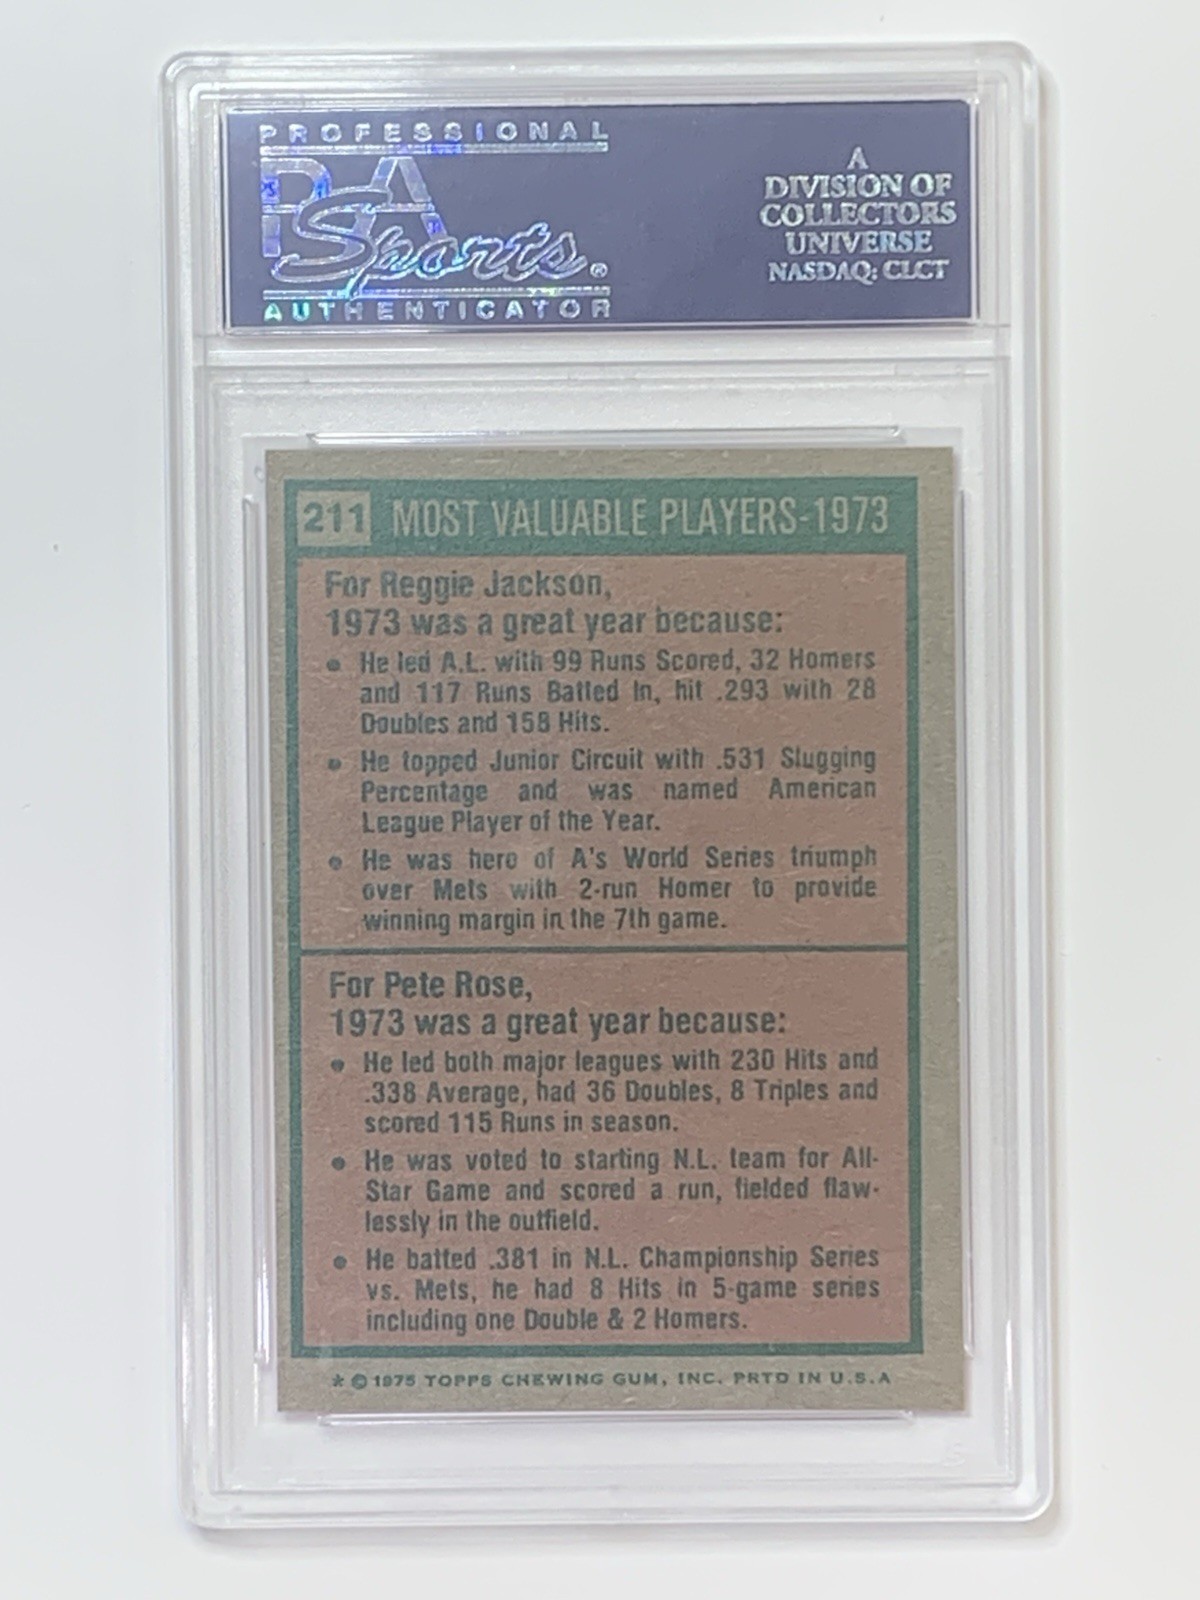 PROFESSIONAL
PSA
Sports®
AUTHENTICATOR
A
DIVISION OF
COLLECTORS
UNIVERSE
NASDAQ: CLCT
211 MOST VALUABLE PLAYERS-1973
For Reggie Jackson,
1973 was a great year because:
• He led A.L. with 99 Runs Scored, 32 Homers
and 117 Runs Batted In, hit .293 with 28
Doubles and 158 Hits.
• He topped Junior Circuit with .531 Slugging
Percentage and was named American
League Player of the Year.
• He was hero of A's World Series triumph
over Mets with 2-run Homer to provide
winning margin in the 7th game.
For Pete Rose,
1973 was a great year because:
• He led both major leagues with 230 Hits and
.338 Average, had 36 Doubles, 8 Triples and
scored 115 Runs in season.
• He was voted to starting N.L. team for All-
Star Game and scored a run, fielded flaw-
lessly in the outfield.
• He batted .381 in N.L. Championship Series
vs. Mets, he had 8 Hits in 5-game series
including one Double & 2 Homers.
* © 1975 TOPPS CHEWING GUM, INC. PRTD IN U.S.A